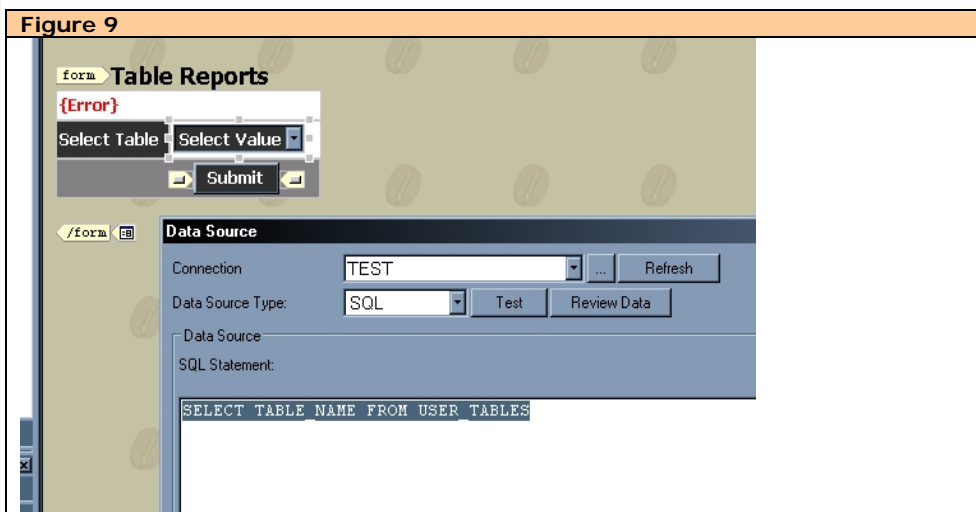 Figure 9
form Table Reports
{Error}
Select Table Select Value
Submit
/form
Data Source
Connection TEST ... Refresh
Data Source Type: SQL Test Review Data
Data Source
SQL Statement:
SELECT TABLE_NAME FROM USER_TABLES